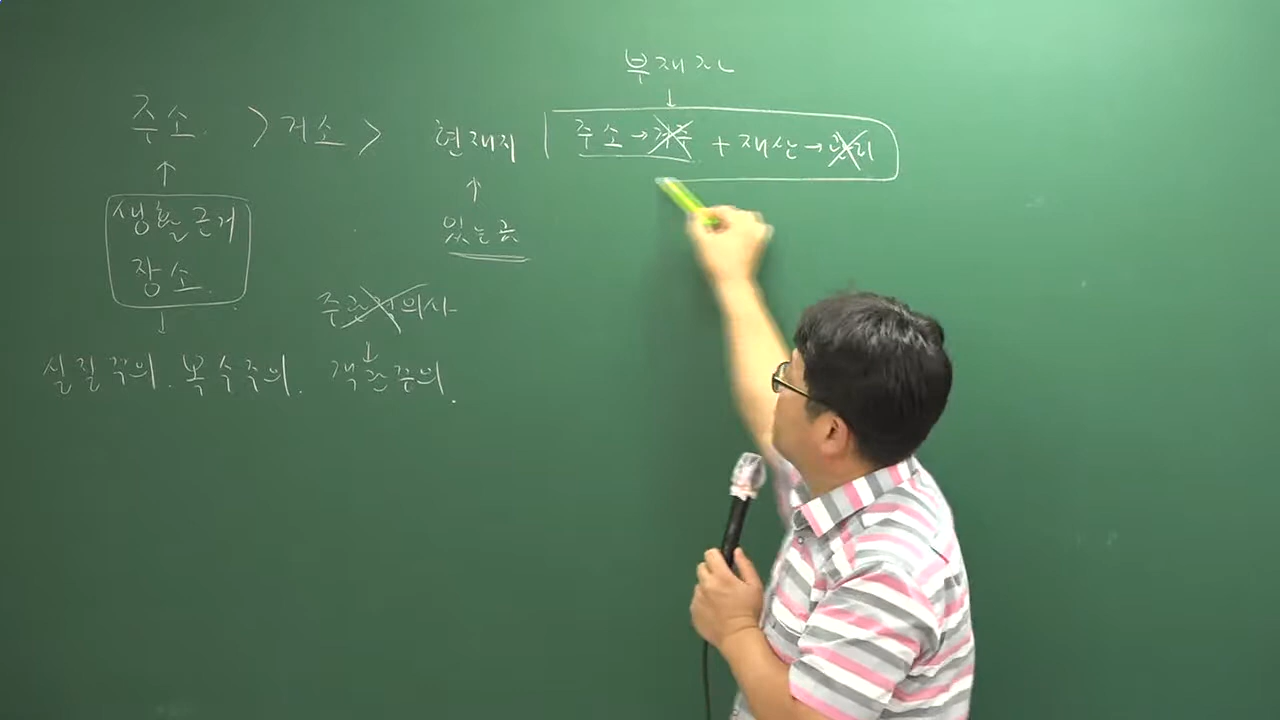 부재자
↓
주소 > 거소 > 현재지 | 주소→거주 + 재산→관리
↑ ↑
생활근거 있는 곳
장소
↓ 주관적의사
↓
실질주의. 복수주의. 객관주의.